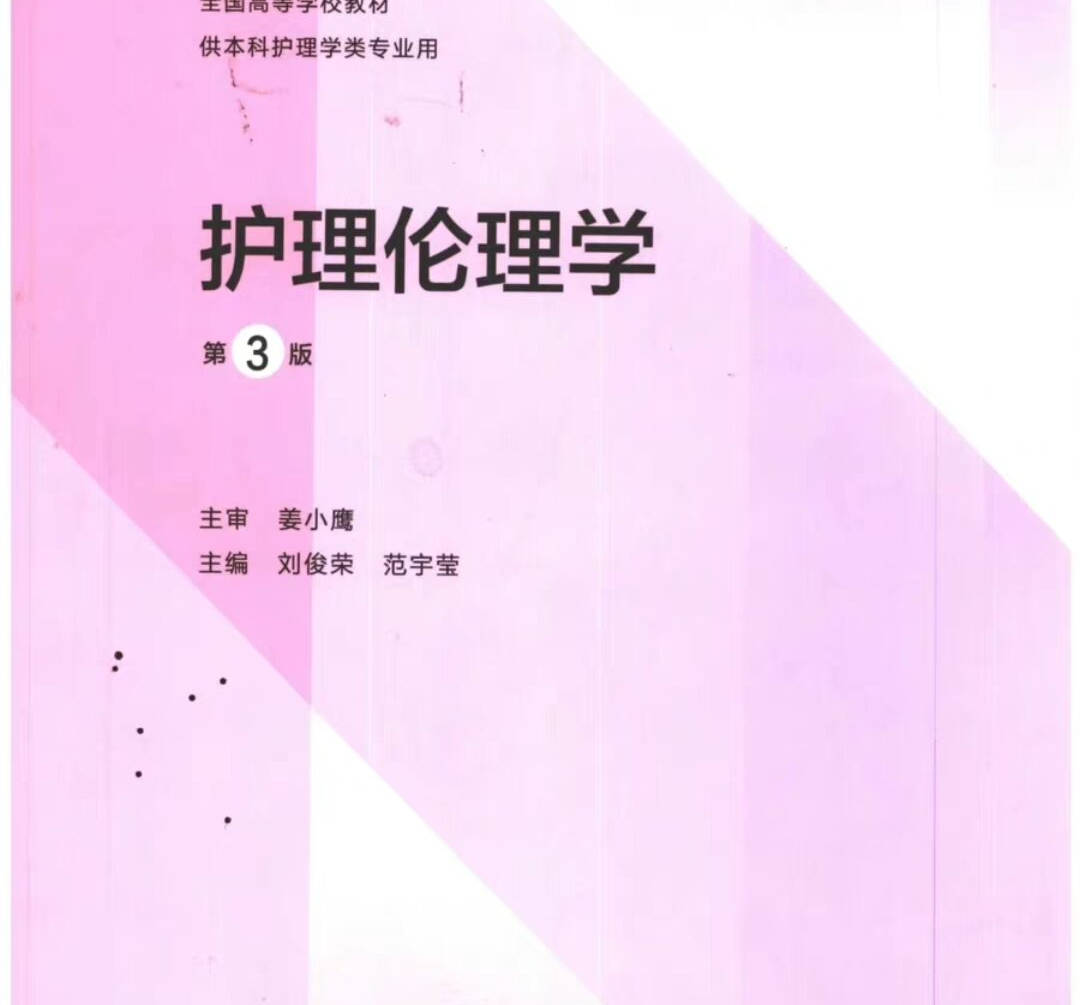 全国高等学校教材
供本科护理学类专业用
护理伦理学
第3版
主审 姜小鹰
主编 刘俊荣 范宇莹